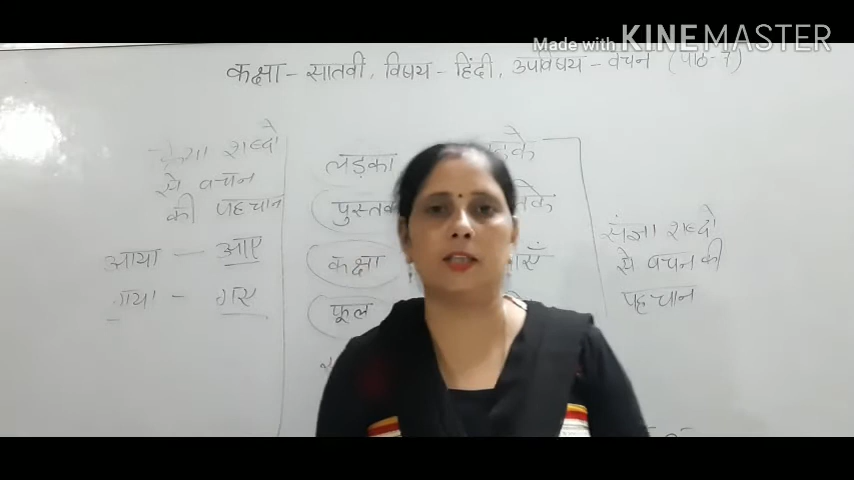 Made with KINEMASTER
कक्षा - सातवी, विषय - हिंदी, उपविषय - वचन (पाठ-7)
शब्दो
से वचन
की पहचान
आया — आए
गया - गए
लड़का
पुस्तक
कक्षा
फूल
संज्ञा शब्दो
से वचन की
पहचान